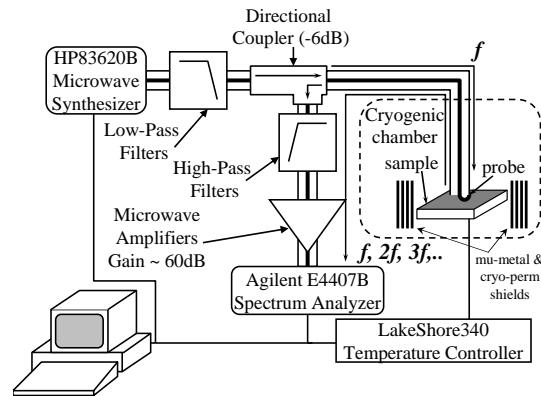 Directional
Coupler (-6dB)
HP83620B
Microwave
Synthesizer
f
Low-Pass
Filters
High-Pass
Filters
Cryogenic
chamber
sample
probe
Microwave
Amplifiers
Gain ~ 60dB
f, 2f, 3f,..
mu-metal &
cryo-perm
shields
Agilent E4407B
Spectrum Analyzer
LakeShore340
Temperature Controller